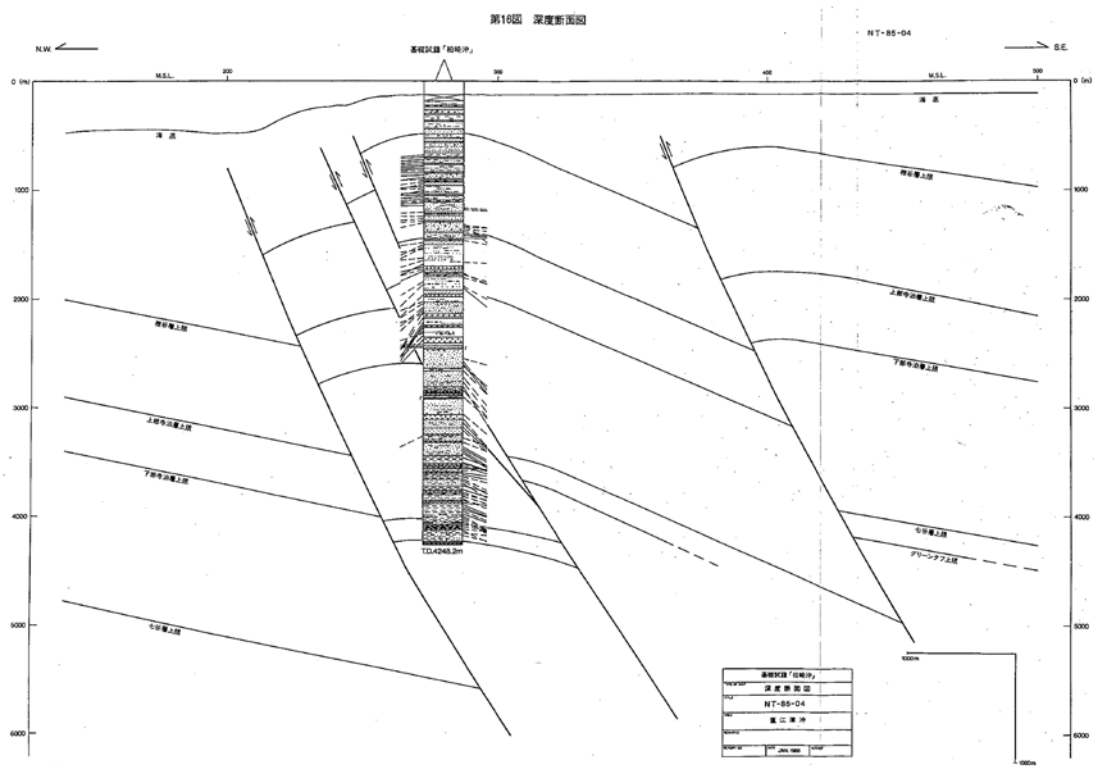 第16図 深度断面図
NT-85-04
N.W.
S.E.
基礎試錐「柏崎沖」
0 (m)
M.S.L.
200
300
400
M.S.L.
500
0 (m)
海底
海底
1000
椎谷層上限
1000
2000
椎谷層上限
上部寺泊層上限
2000
下部寺泊層上限
3000
上部寺泊層上限
3000
下部寺泊層上限
4000
七谷層上限
4000
T.D.4248.2m
グリーンタフ上限
5000
七谷層上限
5000
1000m
基礎試錐「柏崎沖」
深度断面図
NT-85-04
直江津沖
JAN. 1988
6000
6000
1000m